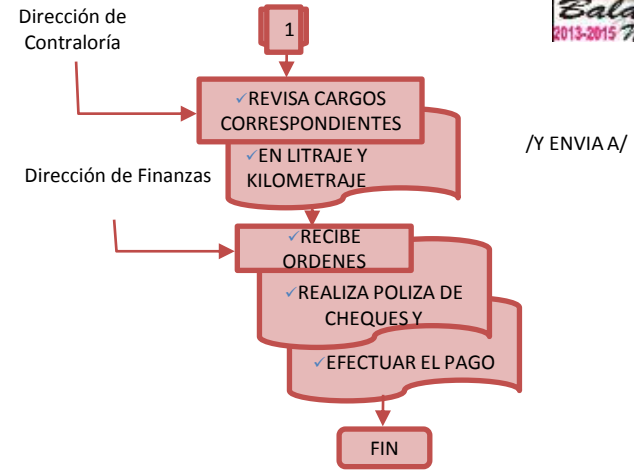 Dirección de
Contraloría
1
2013-2015
✓REVISA CARGOS
CORRESPONDIENTES
✓EN LITRAJE Y
KILOMETRAJE
/Y ENVIA A/
Dirección de Finanzas
✓RECIBE
ORDENES
✓REALIZA POLIZA DE
CHEQUES Y
✓EFECTUAR EL PAGO
FIN